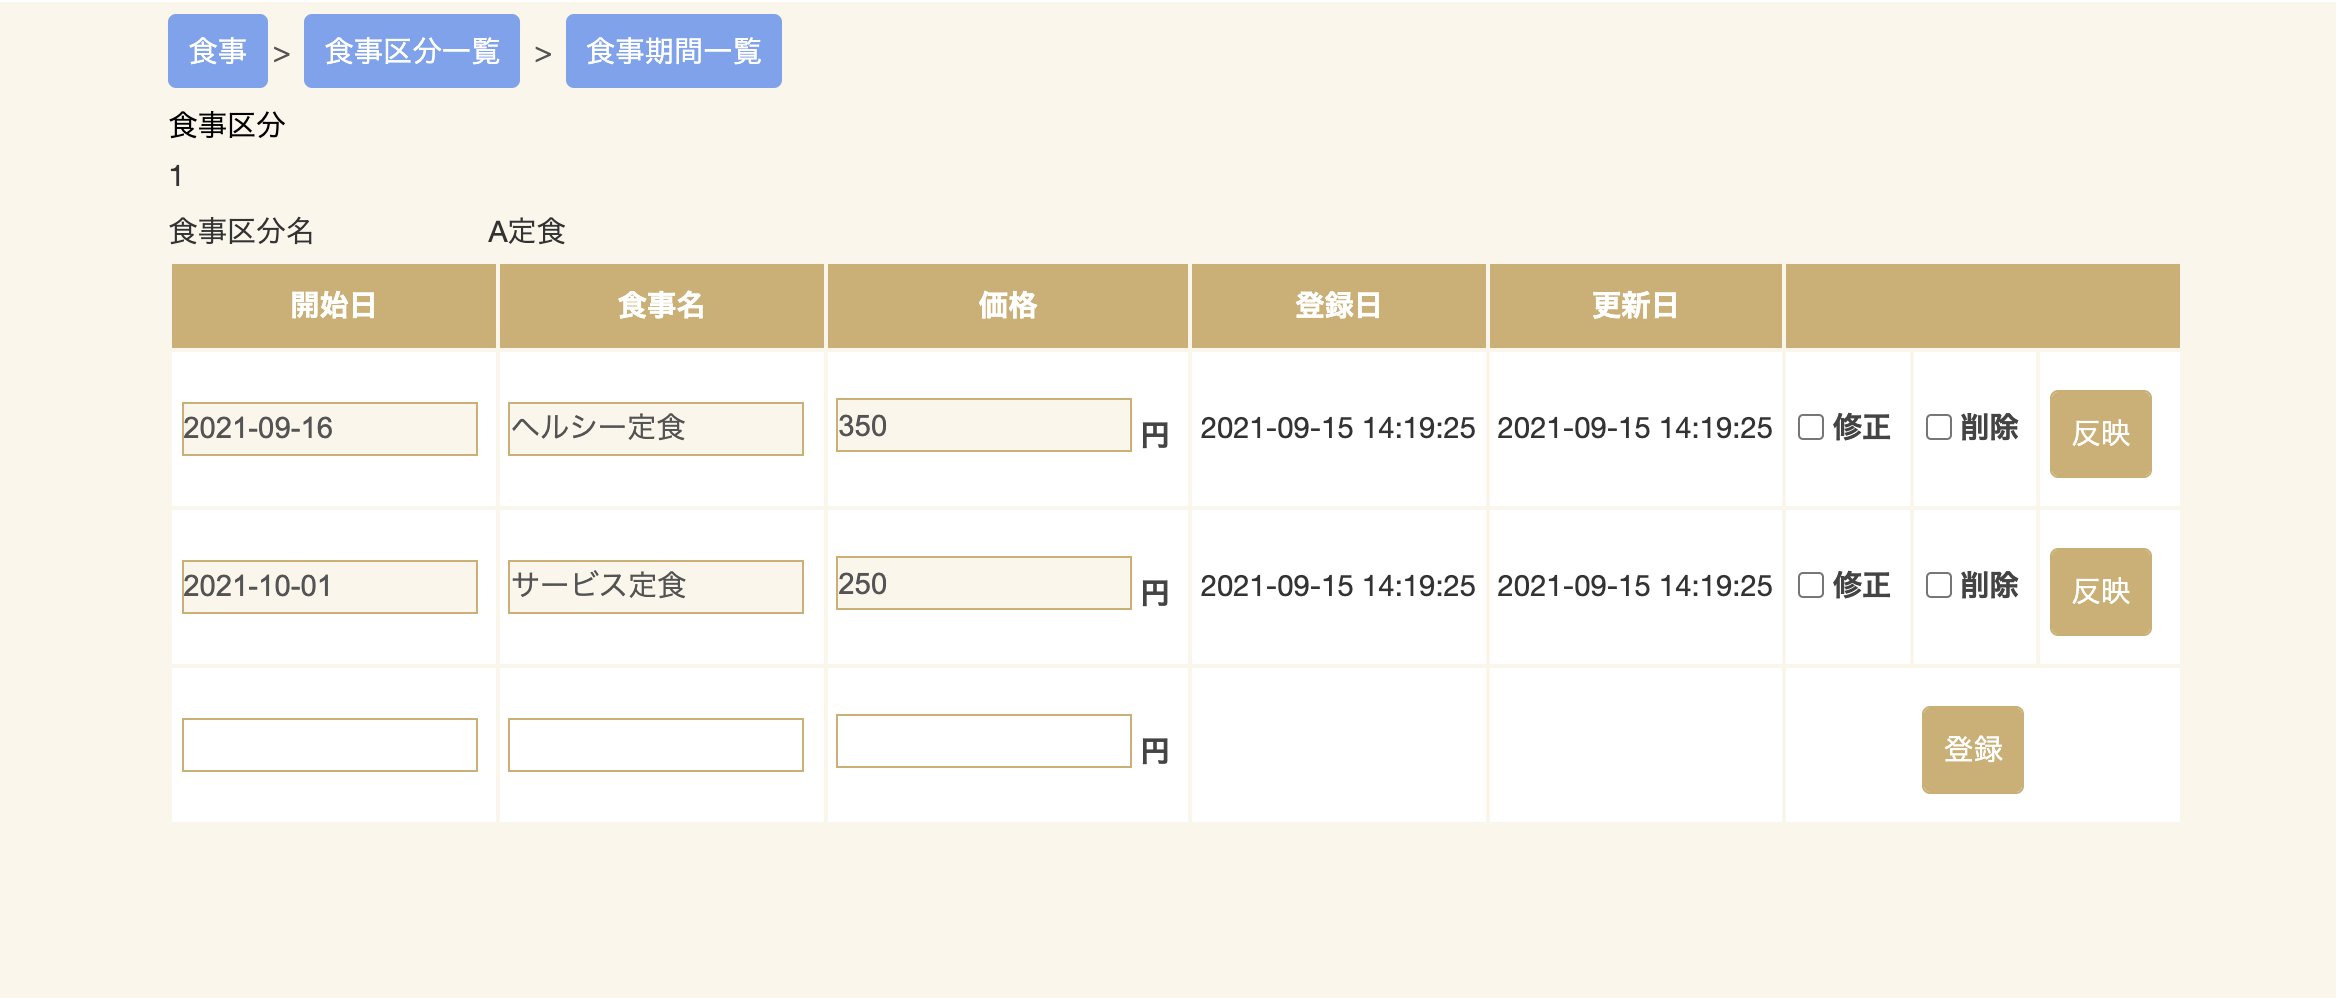 食事 > 食事区分一覧 > 食事期間一覧
食事区分
1
食事区分名 A定食
開始日 食事名 価格 登録日 更新日
2021-09-16 ヘルシー定食 350 円 2021-09-15 14:19:25 2021-09-15 14:19:25 修正 削除 反映
2021-10-01 サービス定食 250 円 2021-09-15 14:19:25 2021-09-15 14:19:25 修正 削除 反映
円 登録